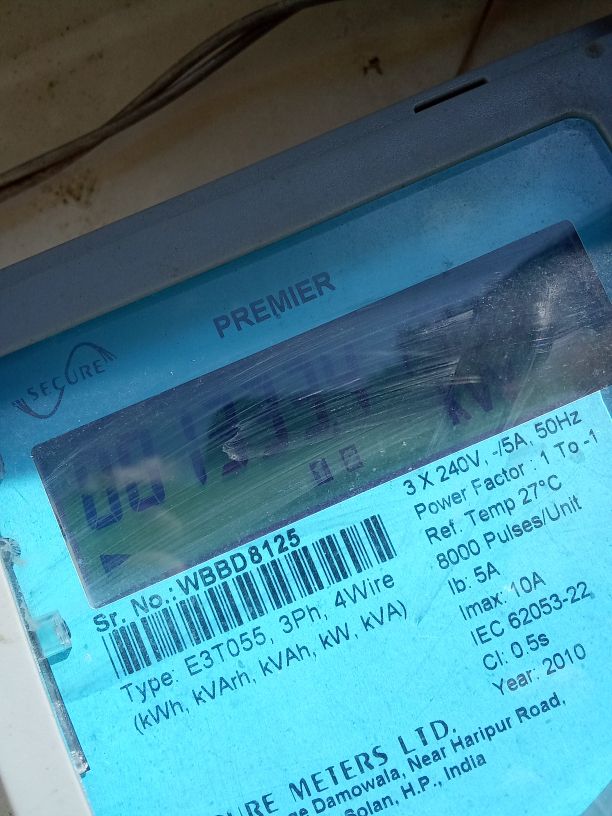 PREMIER
SECURE
Sr. No.: WBBD8125
Type: E3T055, 3Ph, 4Wire
(kWh, kVArh, kVAh, kW, kVA)
3 X 240V, -/5A, 50Hz
Power Factor : 1 To -1
Ref. Temp 27°C
8000 Pulses/Unit
Ib: 5A
Imax: 10A
IEC 62053-22
Cl: 0.5s
Year: 2010
URE METERS LTD.
ge Damowala, Near Haripur Road,
Solan, H.P., India